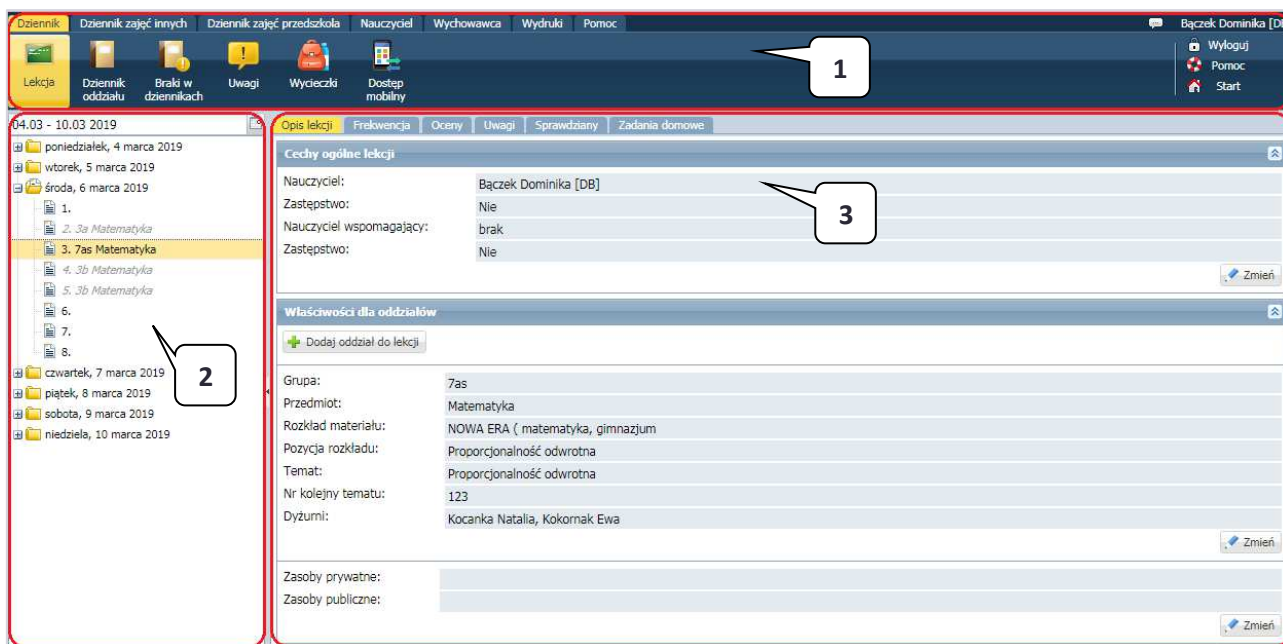 Dziennik Dziennik zajęć innych Dziennik zajęć przedszkola Nauczyciel Wychowawca Wydruki Pomoc Bączek Dominika [D
Lekcja Dziennik oddziału Braki w dziennikach Uwagi Wycieczki Dostęp mobilny
Wyloguj
Pomoc
Start
1
04.03 - 10.03 2019
poniedziałek, 4 marca 2019
wtorek, 5 marca 2019
środa, 6 marca 2019
1.
2. 3a Matematyka
3. 7as Matematyka
4. 3b Matematyka
5. 3b Matematyka
6.
7.
8.
czwartek, 7 marca 2019
piątek, 8 marca 2019
sobota, 9 marca 2019
niedziela, 10 marca 2019
2
Opis lekcji Frekwencja Oceny Uwagi Sprawdziany Zadania domowe
Cechy ogólne lekcji
Nauczyciel: Bączek Dominika [DB]
Zastępstwo: Nie
Nauczyciel wspomagający: brak
Zastępstwo: Nie
3
Zmień
Właściwości dla oddziałów
Dodaj oddział do lekcji
Grupa: 7as
Przedmiot: Matematyka
Rozkład materiału: NOWA ERA ( matematyka, gimnazjum
Pozycja rozkładu: Proporcjonalność odwrotna
Temat: Proporcjonalność odwrotna
Nr kolejny tematu: 123
Dyżurni: Kocanka Natalia, Kokornak Ewa
Zmień
Zasoby prywatne:
Zasoby publiczne:
Zmień